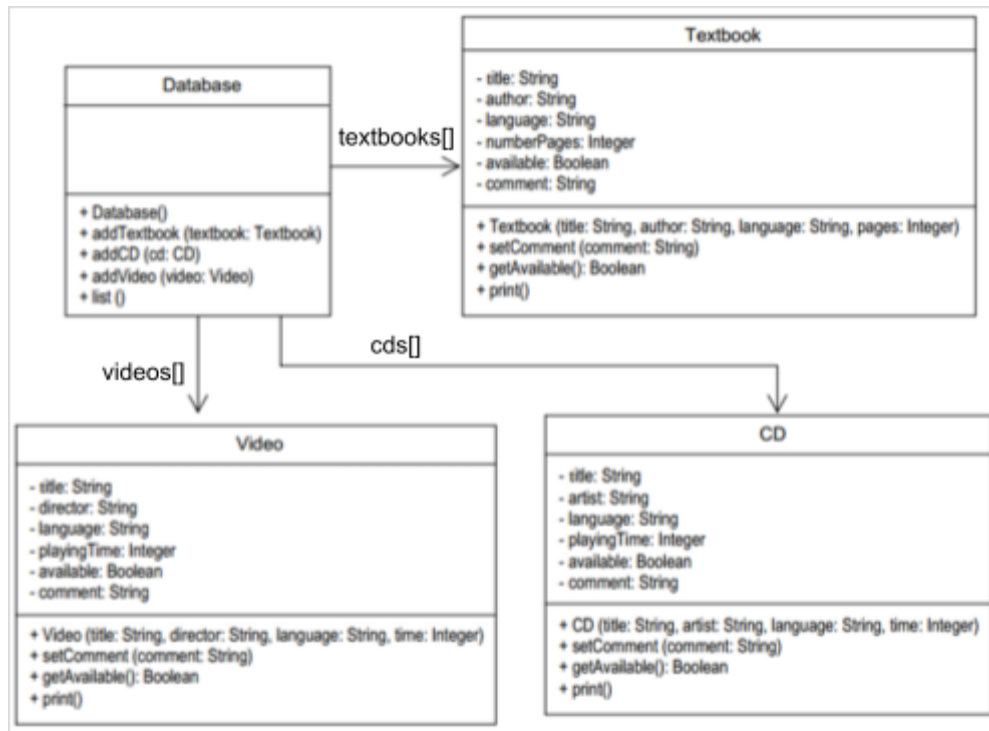 Database
+ Database()
+ addTextbook (textbook: Textbook)
+ addCD (cd: CD)
+ addVideo (video: Video)
+ list ()
textbooks[]
Textbook
- title: String
- author: String
- language: String
- numberPages: Integer
- available: Boolean
- comment: String
+ Textbook (title: String, author: String, language: String, pages: Integer)
+ setComment (comment: String)
+ getAvailable(): Boolean
+ print()
videos[]
cds[]
Video
- title: String
- director: String
- language: String
- playingTime: Integer
- available: Boolean
- comment: String
+ Video (title: String, director: String, language: String, time: Integer)
+ setComment (comment: String)
+ getAvailable(): Boolean
+ print()
CD
- title: String
- artist: String
- language: String
- playingTime: Integer
- available: Boolean
- comment: String
+ CD (title: String, artist: String, language: String, time: Integer)
+ setComment (comment: String)
+ getAvailable(): Boolean
+ print()